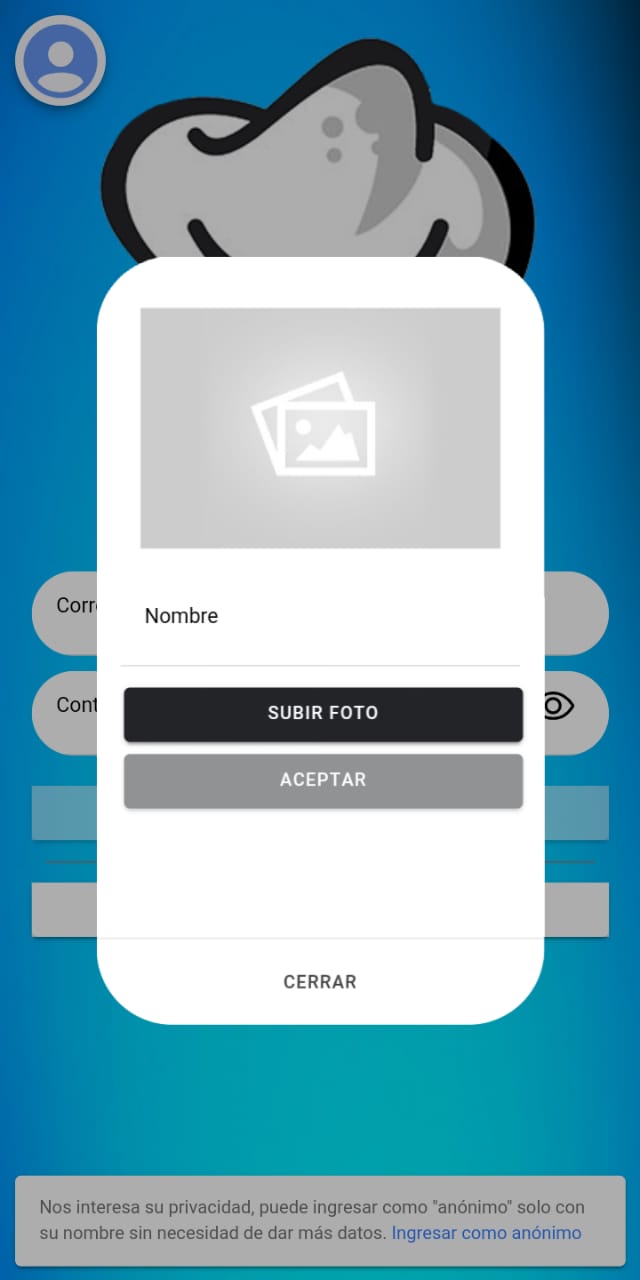 Nombre
Corr
SUBIR FOTO
Cont
ACEPTAR
CERRAR
Nos interesa su privacidad, puede ingresar como "anónimo" solo con
su nombre sin necesidad de dar más datos. Ingresar como anónimo